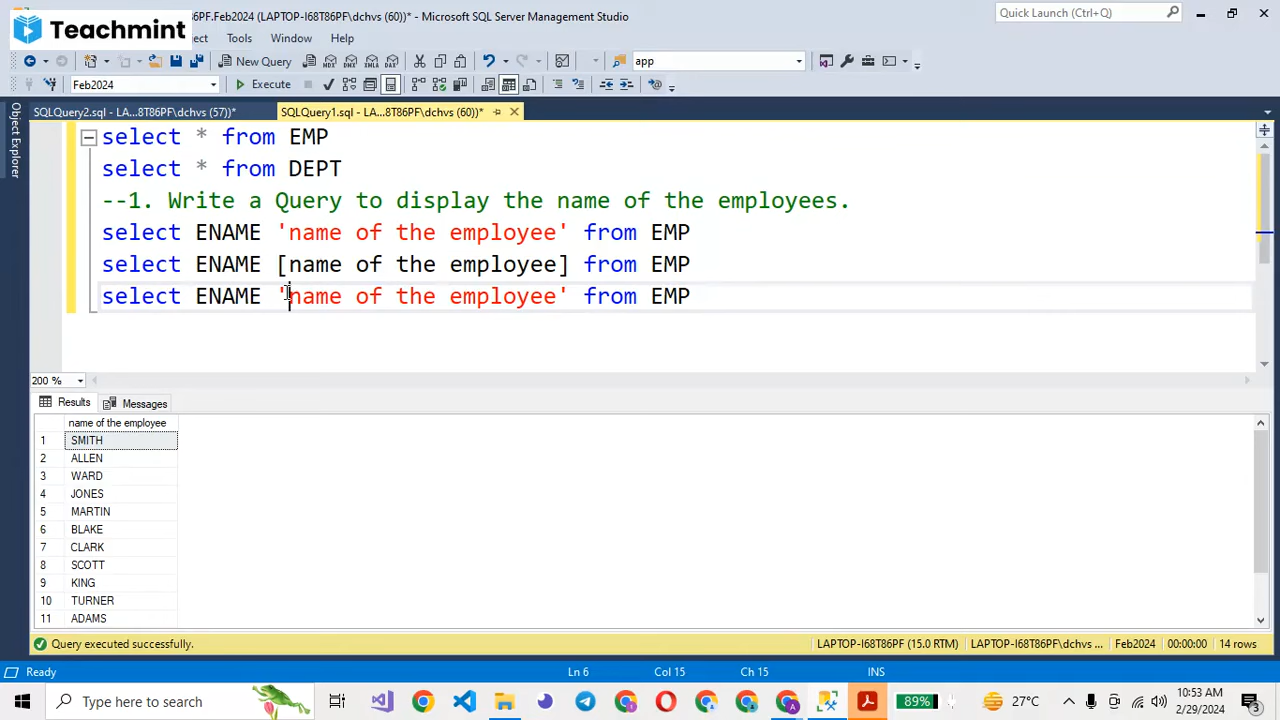 Teachmint
PF.Feb2024 (LAPTOP-I68T86PF\dchvs (60))* - Microsoft SQL Server Management Studio
Quick Launch (Ctrl+Q)
ect Tools Window Help
New Query
app
Feb2024 Execute
SQLQuery2.sql - LA...8T86PF\dchvs (57))* SQLQuery1.sql - LA...8T86PF\dchvs (60))*
Object Explorer
select * from EMP
select * from DEPT
--1. Write a Query to display the name of the employees.
select ENAME 'name of the employee' from EMP
select ENAME [name of the employee] from EMP
select ENAME 'name of the employee' from EMP
200 %
Results Messages
name of the employee
1 SMITH
2 ALLEN
3 WARD
4 JONES
5 MARTIN
6 BLAKE
7 CLARK
8 SCOTT
9 KING
10 TURNER
11 ADAMS
Query executed successfully. LAPTOP-I68T86PF (15.0 RTM) LAPTOP-I68T86PF\dchvs ... Feb2024 00:00:00 14 rows
Ready Ln 6 Col 15 Ch 15 INS
Type here to search 89% 27°C 10:53 AM
2/29/2024
3